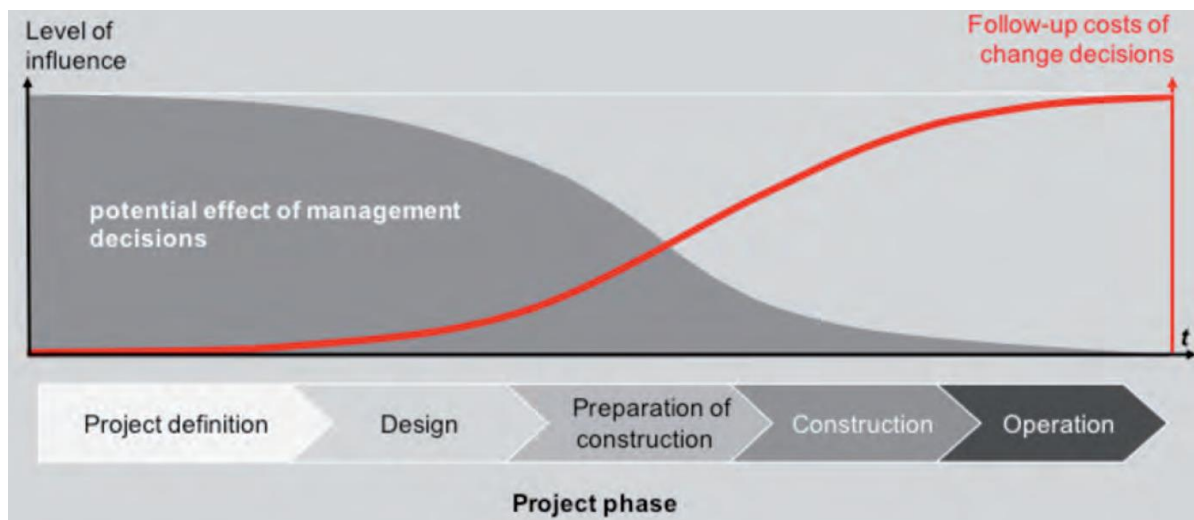 Level of
influence
Follow-up costs of
change decisions
potential effect of management
decisions
t
Project definition
Design
Preparation of
construction
Construction
Operation
Project phase